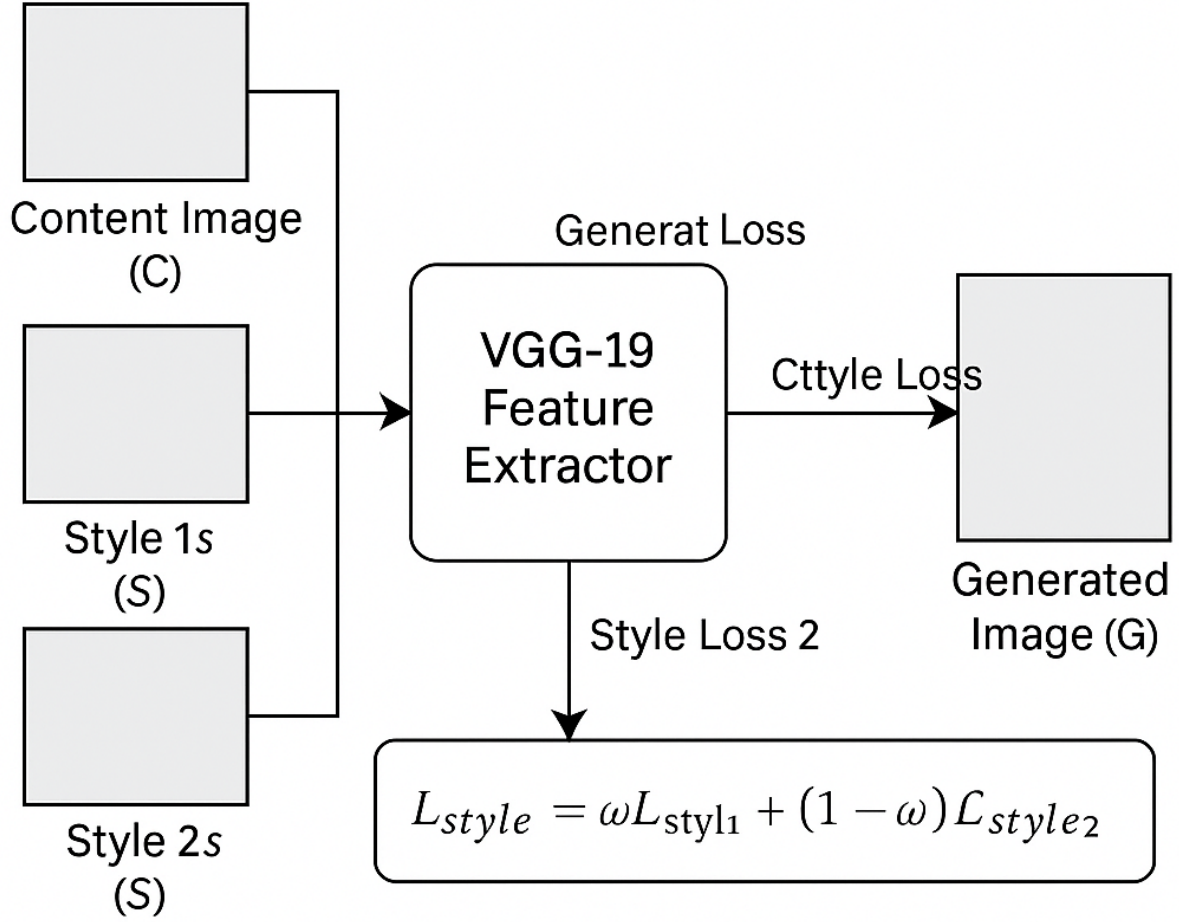 Content Image
(C)
Style 1s
(S)
Style 2s
(S)
Generat Loss
VGG-19
Feature
Extractor
Cttyle Loss
Style Loss 2
Generated
Image (G)
L_style = ωL_styl₁ + (1 − ω)ℒ_style₂